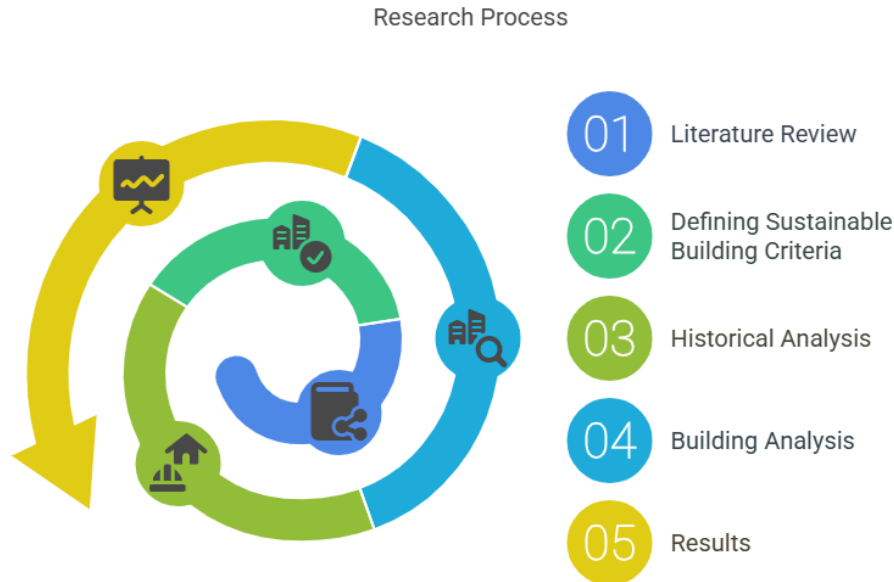 Research Process
01
Literature Review
02
Defining Sustainable
Building Criteria
03
Historical Analysis
04
Building Analysis
05
Results